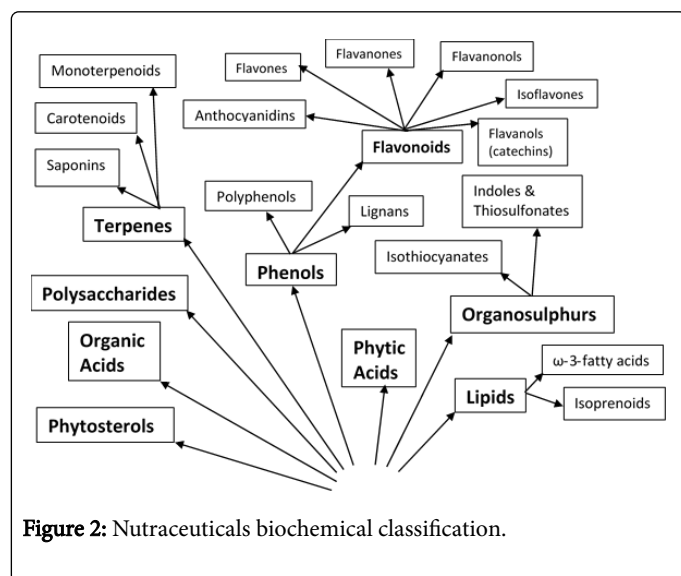 Monoterpenoids
Carotenoids
Saponins
Terpenes
Flavones
Flavanones
Flavanonols
Isoflavones
Anthocyanidins
Flavanols
(catechins)
Flavonoids
Polyphenols
Lignans
Phenols
Indoles &
Thiosulfonates
Isothiocyanates
Organosulphurs
Polysaccharides
Organic
Acids
Phytosterols
Phytic
Acids
ω-3-fatty acids
Isoprenoids
Lipids
Figure 2: Nutraceuticals biochemical classification.